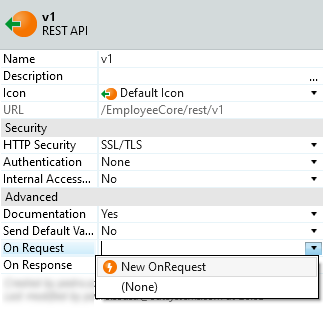 v1
REST API
Name v1
Description ...
Icon Default Icon
URL /EmployeeCore/rest/v1
Security
HTTP Security SSL/TLS
Authentication None
Internal Access... No
Advanced
Documentation Yes
Send Default Va... No
On Request
New OnRequest
On Response
(None)